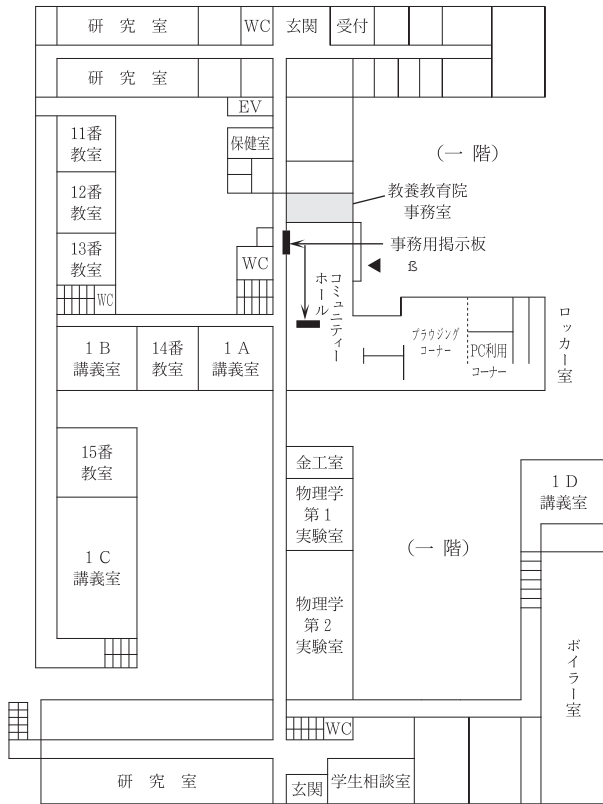 研 究 室
WC
玄関
受付
研 究 室
EV
保健室
11番
教室
12番
教室
13番
教室
WC
WC
(一 階)
教養教育院
事務室
事務用掲示板
◀ ß
コミュニティー
ホール
ブラウジング
コーナー
PC利用
コーナー
ロッカー室
1 B
講義室
14番
教室
1 A
講義室
15番
教室
1 C
講義室
金工室
物理学
第1
実験室
物理学
第2
実験室
(一 階)
1 D
講義室
ボイラー室
WC
研 究 室
玄関
学生相談室